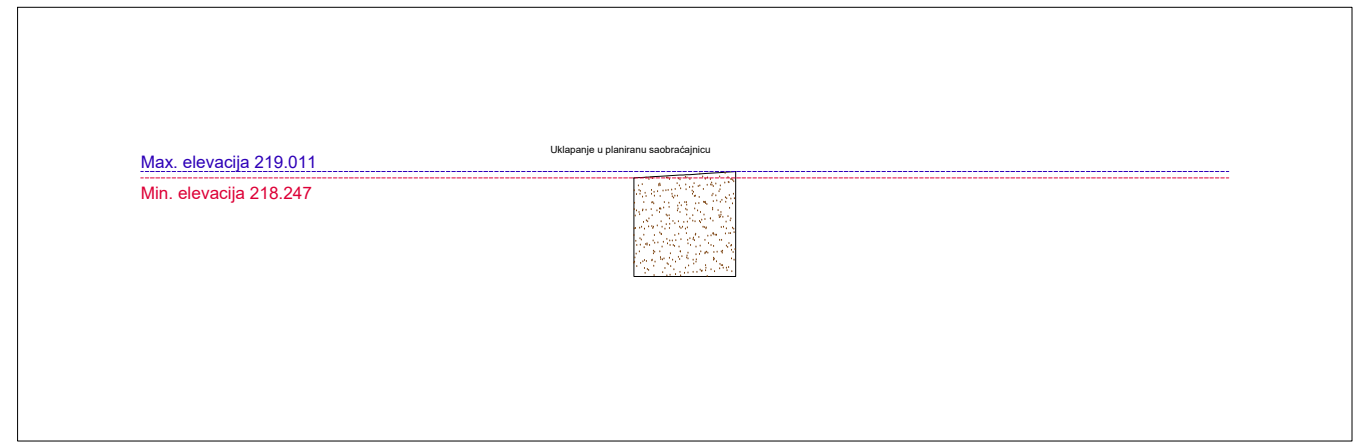 Uklapanje u planiranu saobraćajnicu
Max. elevacija 219.011
Min. elevacija 218.247